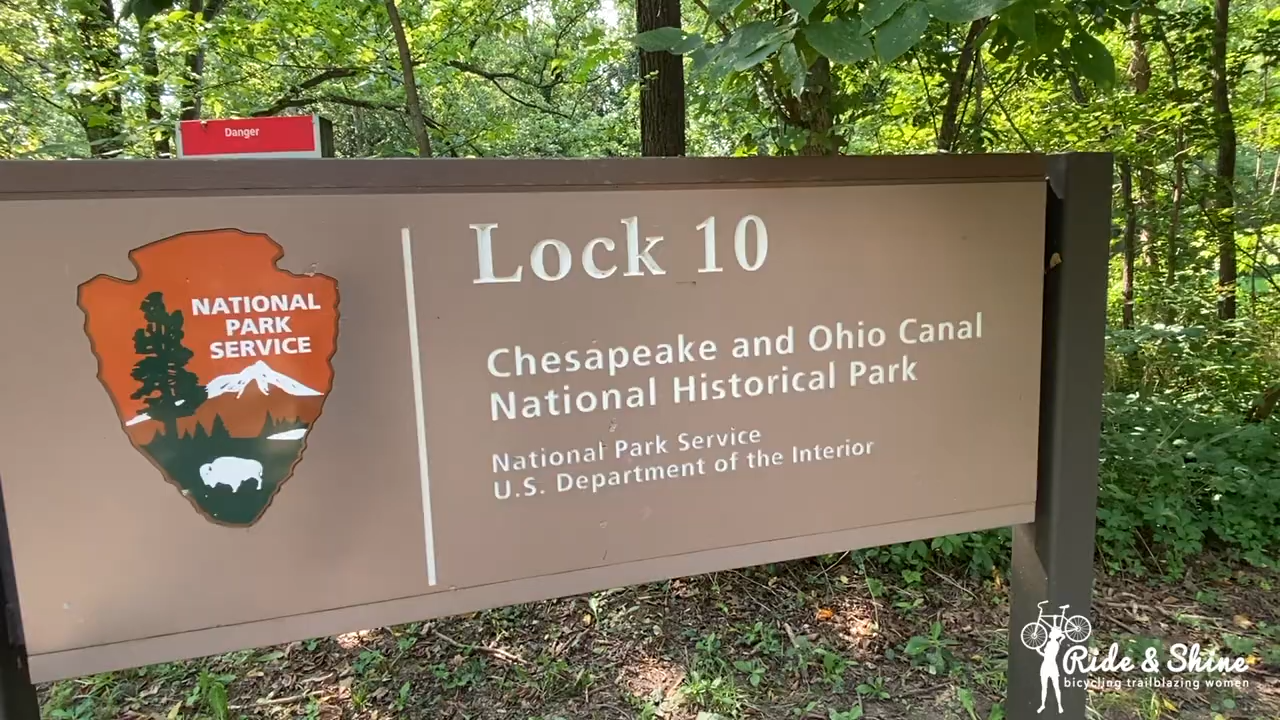 Danger
Lock 10
NATIONAL
PARK
SERVICE
Chesapeake and Ohio Canal
National Historical Park
National Park Service
U.S. Department of the Interior
Ride & Shine
bicycling trailblazing women